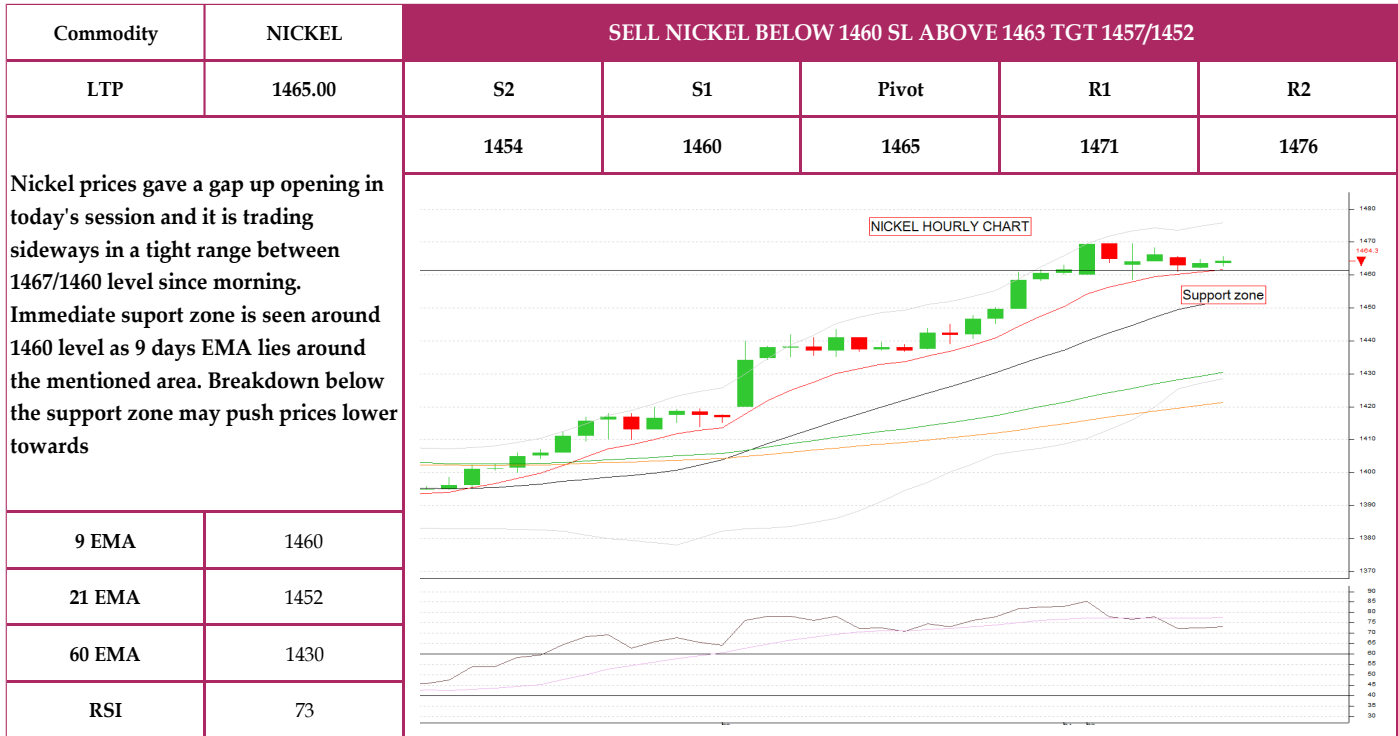 Commodity NICKEL SELL NICKEL BELOW 1460 SL ABOVE 1463 TGT 1457/1452
LTP 1465.00 S2 S1 Pivot R1 R2
1454 1460 1465 1471 1476
Nickel prices gave a gap up opening in
today's session and it is trading
sideways in a tight range between
1467/1460 level since morning.
Immediate suport zone is seen around
1460 level as 9 days EMA lies around
the mentioned area. Breakdown below
the support zone may push prices lower
towards
9 EMA 1460
21 EMA 1452
60 EMA 1430
RSI 73
NICKEL HOURLY CHART
Support zone
1480
1470
1464.3
1460
1450
1440
1430
1420
1410
1400
1390
1380
1370
90
85
80
75
70
65
60
55
50
45
40
35
30